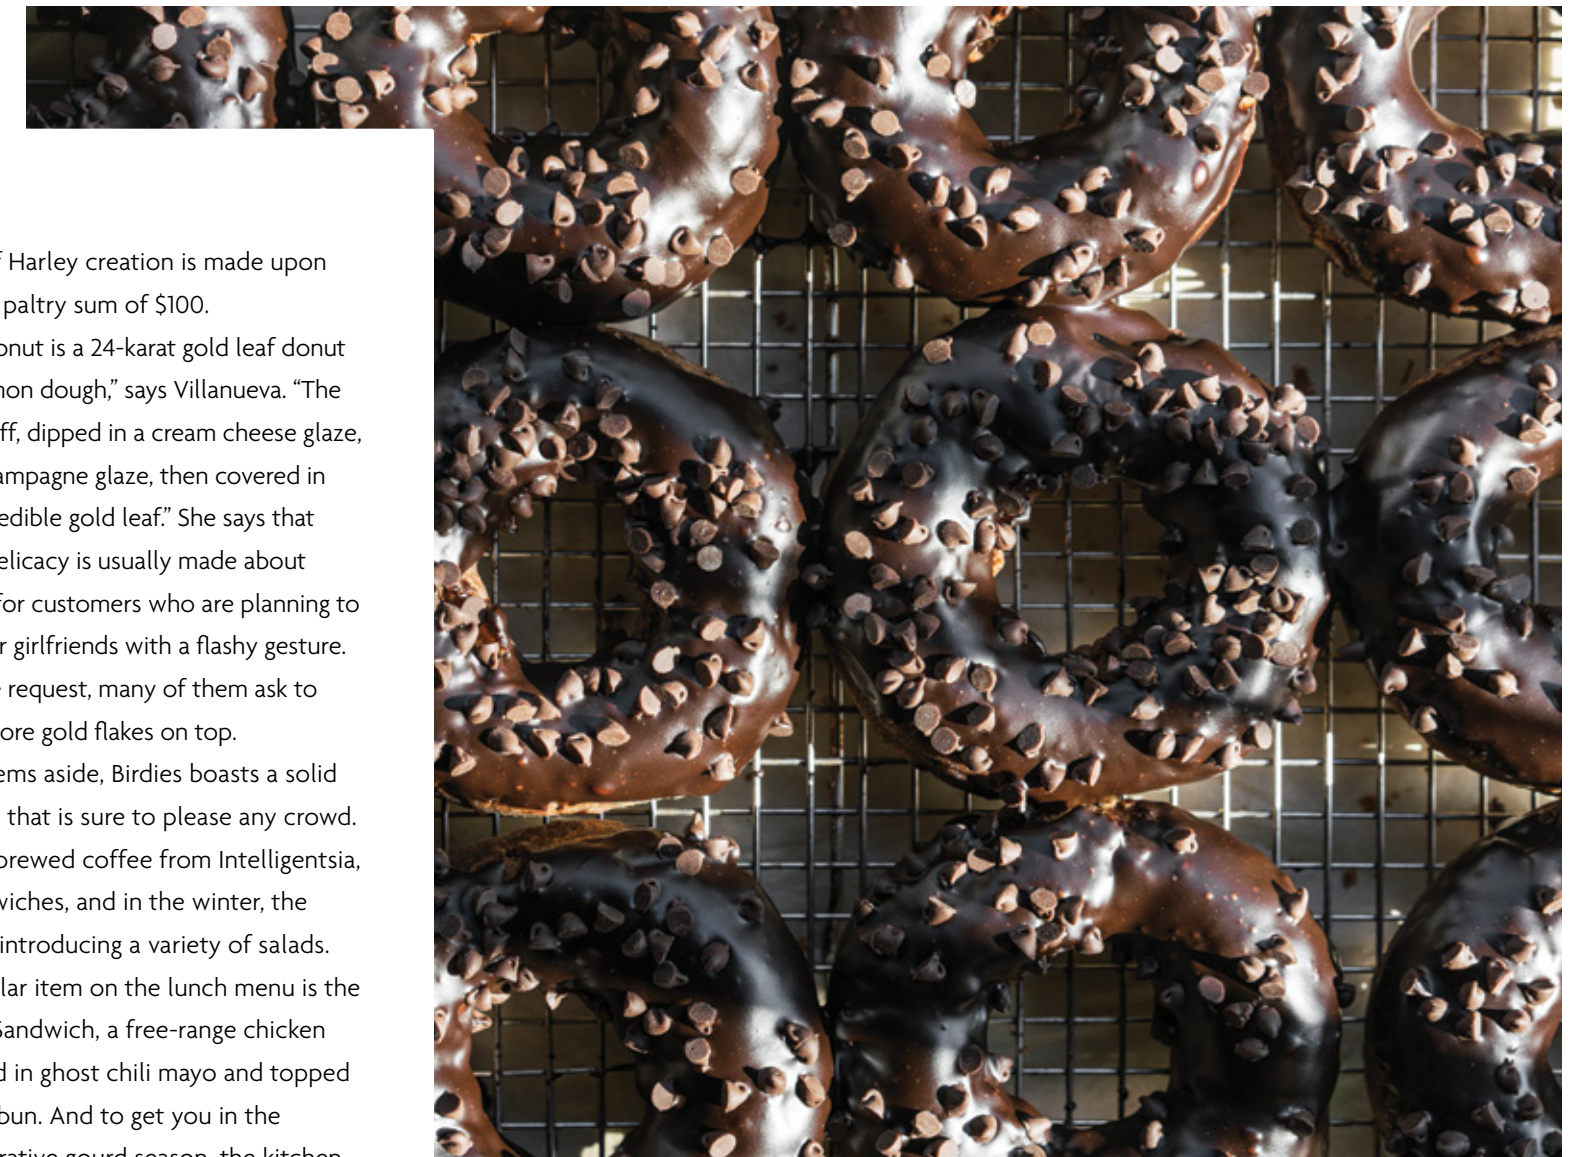 Harley creation is made upon
paltry sum of $100.
onut is a 24-karat gold leaf donut
non dough,” says Villanueva. “The
ff, dipped in a cream cheese glaze,
ampagne glaze, then covered in
edible gold leaf.” She says that
elicacy is usually made about
for customers who are planning to
r girlfriends with a flashy gesture.
request, many of them ask to
ore gold flakes on top.
ems aside, Birdies boasts a solid
that is sure to please any crowd.
brewed coffee from Intelligentsia,
wiches, and in the winter, the
introducing a variety of salads.
lar item on the lunch menu is the
Sandwich, a free-range chicken
d in ghost chili mayo and topped
bun. And to get you in the
rative gourd season, the kitchen